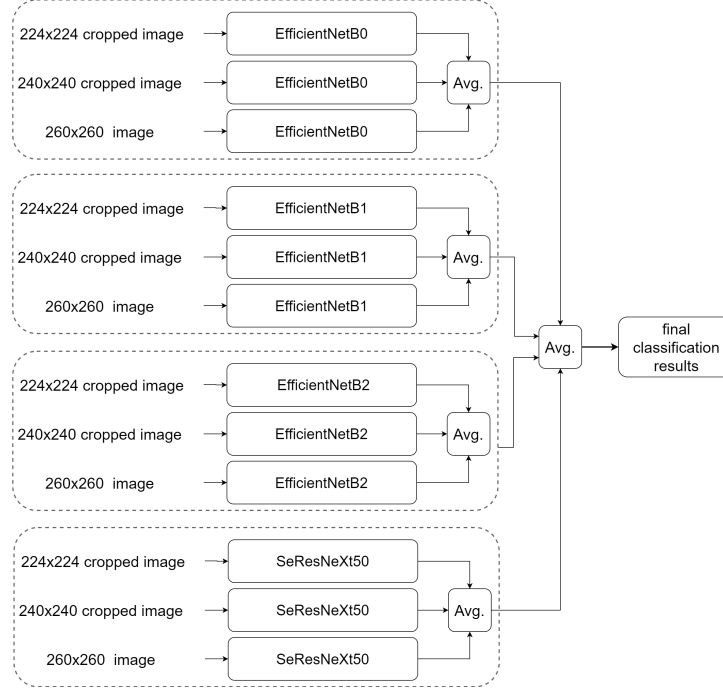 224x224 cropped image
EfficientNetB0
240x240 cropped image
EfficientNetB0
Avg.
260x260 image
EfficientNetB0
224x224 cropped image
EfficientNetB1
240x240 cropped image
EfficientNetB1
Avg.
260x260 image
EfficientNetB1
224x224 cropped image
EfficientNetB2
240x240 cropped image
EfficientNetB2
Avg.
260x260 image
EfficientNetB2
224x224 cropped image
SeResNeXt50
240x240 cropped image
SeResNeXt50
Avg.
260x260 image
SeResNeXt50
Avg.
final
classification
results